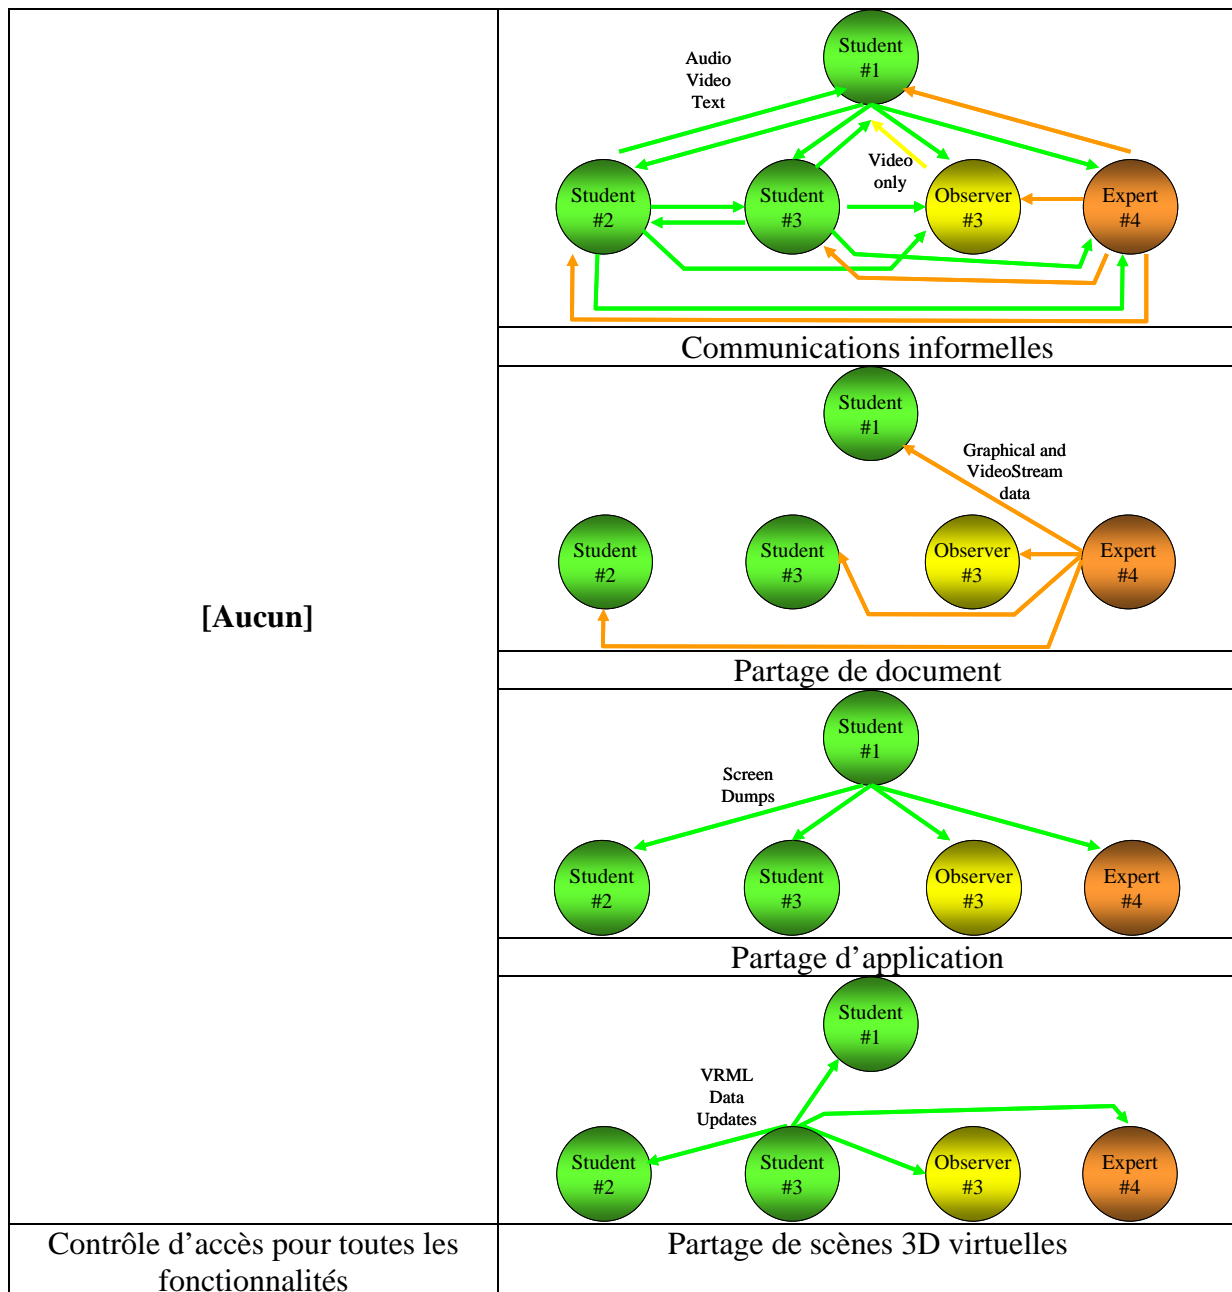 [Aucun]
Contrôle d’accès pour toutes les
fonctionnalités
Student
#1
Audio
Video
Text
Video
only
Student
#2
Student
#3
Observer
#3
Expert
#4
Communications informelles
Student
#1
Graphical and
VideoStream
data
Student
#2
Student
#3
Observer
#3
Expert
#4
Partage de document
Student
#1
Screen
Dumps
Student
#2
Student
#3
Observer
#3
Expert
#4
Partage d’application
Student
#1
VRML
Data
Updates
Student
#2
Student
#3
Observer
#3
Expert
#4
Partage de scènes 3D virtuelles